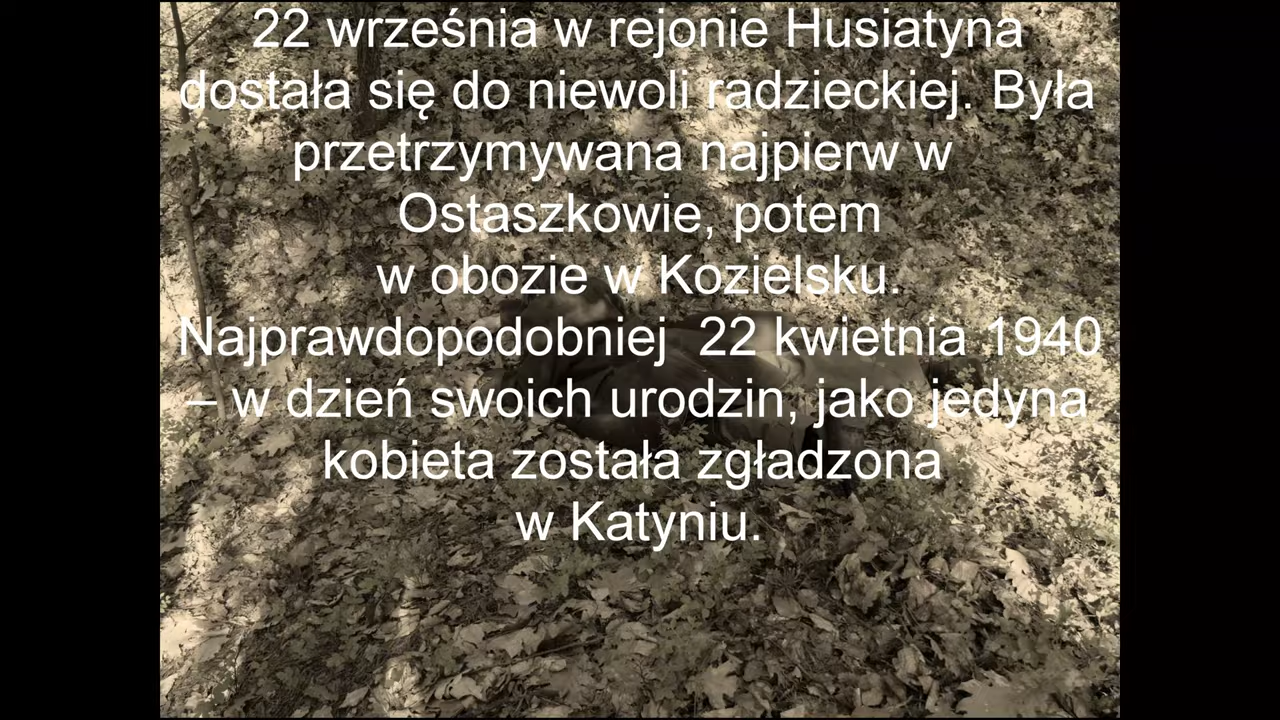 22 września w rejonie Husiatyna
dostała się do niewoli radzieckiej. Była
przetrzymywana najpierw w
Ostaszkowie, potem
w obozie w Kozielsku.
Najprawdopodobniej 22 kwietnia 1940
– w dzień swoich urodzin, jako jedyna
kobieta została zgładzona
w Katyniu.